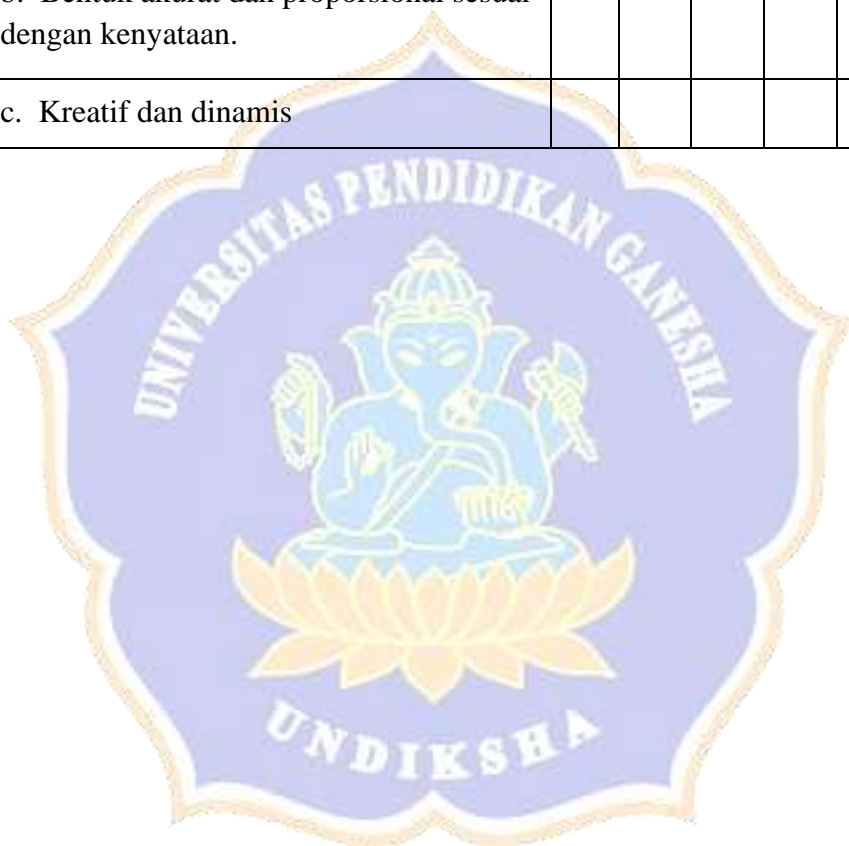 b. Bentuk akurat dan proporsional sesuai
dengan kenyataan.
c. Kreatif dan dinamis
UNIVERSITAS PENDIDIKAN GANESHA
UNDIKSHA